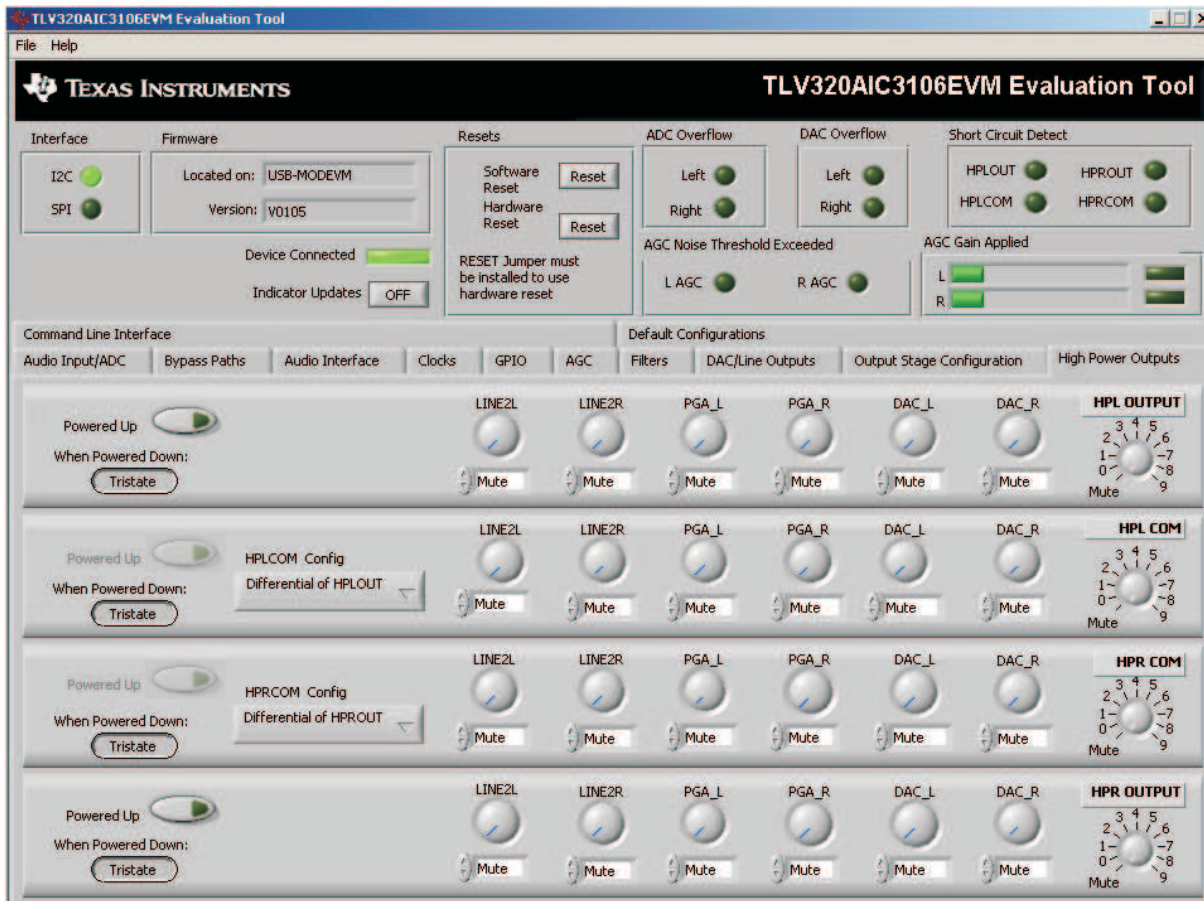 TLV320AIC3106EVM Evaluation Tool
File Help
TEXAS INSTRUMENTS
TLV320AIC3106EVM Evaluation Tool
Interface
I2C
SPI
Firmware
Located on: USB-MODEVM
Version: V0105
Device Connected
Indicator Updates OFF
Resets
Software Reset Reset
Hardware Reset Reset
RESET Jumper must
be installed to use
hardware reset
ADC Overflow
Left
Right
DAC Overflow
Left
Right
Short Circuit Detect
HPLOUT HPROUT
HPLCOM HPRCOM
AGC Noise Threshold Exceeded
L AGC R AGC
AGC Gain Applied
L
R
Command Line Interface Default Configurations
Audio Input/ADC Bypass Paths Audio Interface Clocks GPIO AGC Filters DAC/Line Outputs Output Stage Configuration High Power Outputs
Powered Up
When Powered Down:
Tristate
LINE2L LINE2R PGA_L PGA_R DAC_L DAC_R
Mute Mute Mute Mute Mute Mute
HPL OUTPUT
3 4 5
2 6
1 7
0 8
Mute 9
Powered Up
When Powered Down:
Tristate
HPLCOM Config
Differential of HPLOUT
LINE2L LINE2R PGA_L PGA_R DAC_L DAC_R
Mute Mute Mute Mute Mute Mute
HPL COM
3 4 5
2 6
1 7
0 8
Mute 9
Powered Up
When Powered Down:
Tristate
HPRCOM Config
Differential of HPROUT
LINE2L LINE2R PGA_L PGA_R DAC_L DAC_R
Mute Mute Mute Mute Mute Mute
HPR COM
3 4 5
2 6
1 7
0 8
Mute 9
Powered Up
When Powered Down:
Tristate
LINE2L LINE2R PGA_L PGA_R DAC_L DAC_R
Mute Mute Mute Mute Mute Mute
HPR OUTPUT
3 4 5
2 6
1 7
0 8
Mute 9